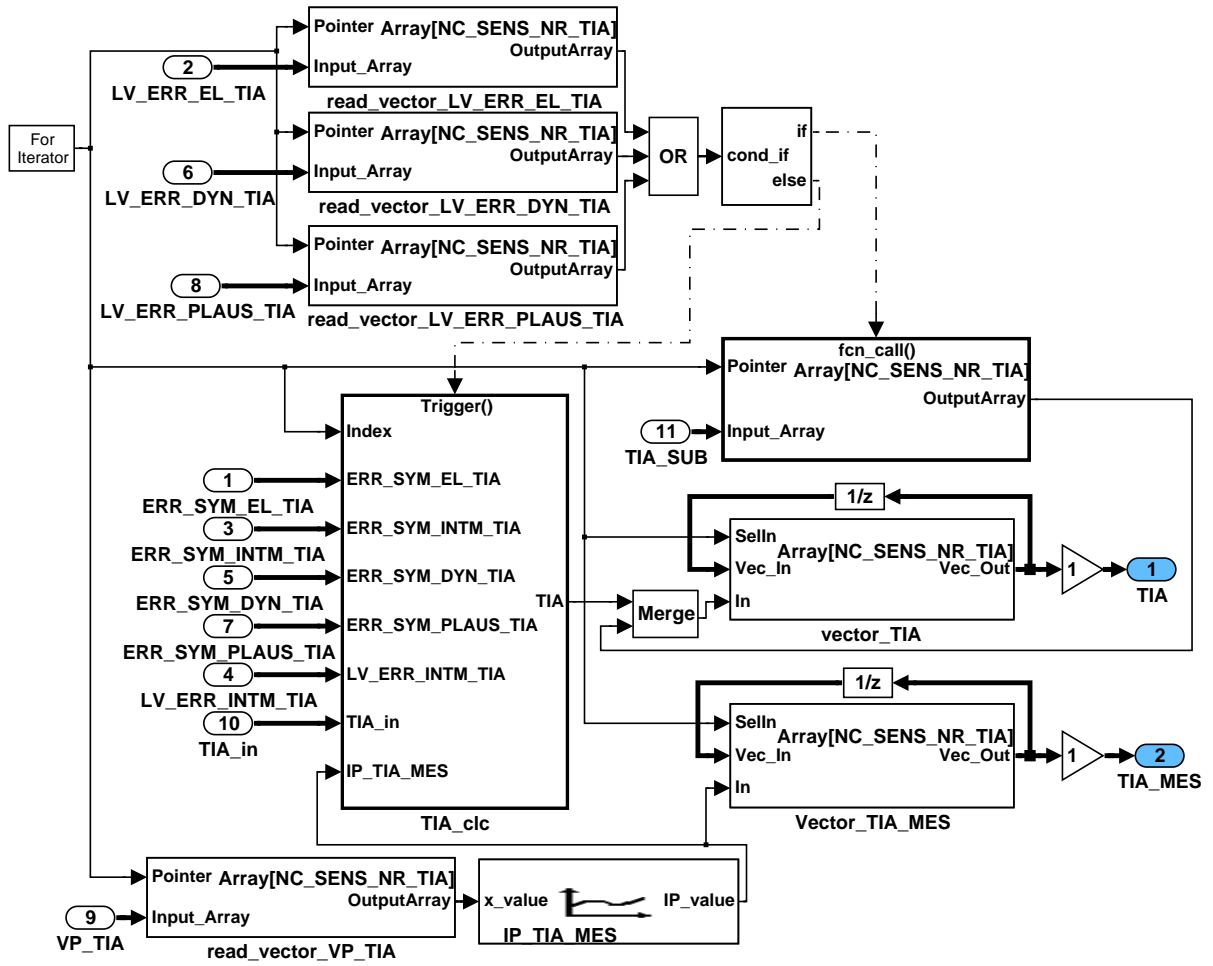 Pointer Array[NC_SENS_NR_TIA]
OutputArray
2
Input_Array
LV_ERR_EL_TIA
read_vector_LV_ERR_EL_TIA
For
Iterator
Pointer Array[NC_SENS_NR_TIA]
OutputArray
6
Input_Array
LV_ERR_DYN_TIA
read_vector_LV_ERR_DYN_TIA
OR
if
cond_if
else
Pointer Array[NC_SENS_NR_TIA]
OutputArray
8
Input_Array
LV_ERR_PLAUS_TIA
read_vector_LV_ERR_PLAUS_TIA
fcn_call()
Pointer Array[NC_SENS_NR_TIA]
OutputArray
11
Input_Array
TIA_SUB
Trigger()
Index
1
ERR_SYM_EL_TIA
ERR_SYM_EL_TIA
3
ERR_SYM_INTM_TIA
ERR_SYM_INTM_TIA
5
ERR_SYM_DYN_TIA
ERR_SYM_DYN_TIA
7
ERR_SYM_PLAUS_TIA
ERR_SYM_PLAUS_TIA
4
LV_ERR_INTM_TIA
LV_ERR_INTM_TIA
10
TIA_in
TIA_in
IP_TIA_MES
TIA
TIA_clc
Merge
1/z
SelIn
Array[NC_SENS_NR_TIA]
Vec_In
Vec_Out
In
vector_TIA
1
1
TIA
1/z
SelIn
Array[NC_SENS_NR_TIA]
Vec_In
Vec_Out
In
Vector_TIA_MES
1
2
TIA_MES
Pointer Array[NC_SENS_NR_TIA]
OutputArray
9
Input_Array
VP_TIA
read_vector_VP_TIA
x_value
IP_value
IP_TIA_MES